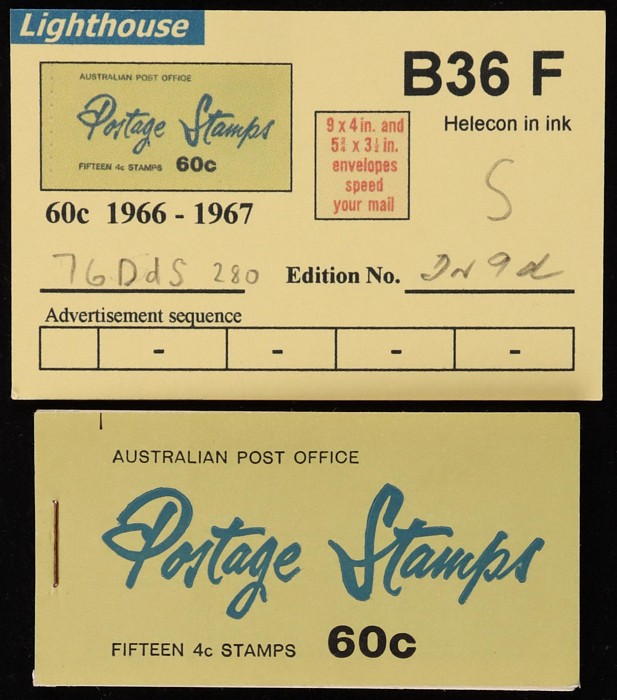 Lighthouse
AUSTRALIAN POST OFFICE
Postage Stamps
FIFTEEN 4c STAMPS 60c
60c 1966 - 1967
B36 F
Helecon in ink
9 x 4 in. and
5¾ x 3½ in.
envelopes
speed
your mail
S
76 DdS 280
Edition No.
Advertisement sequence
- - - -
AUSTRALIAN POST OFFICE
Postage Stamps
FIFTEEN 4c STAMPS 60c